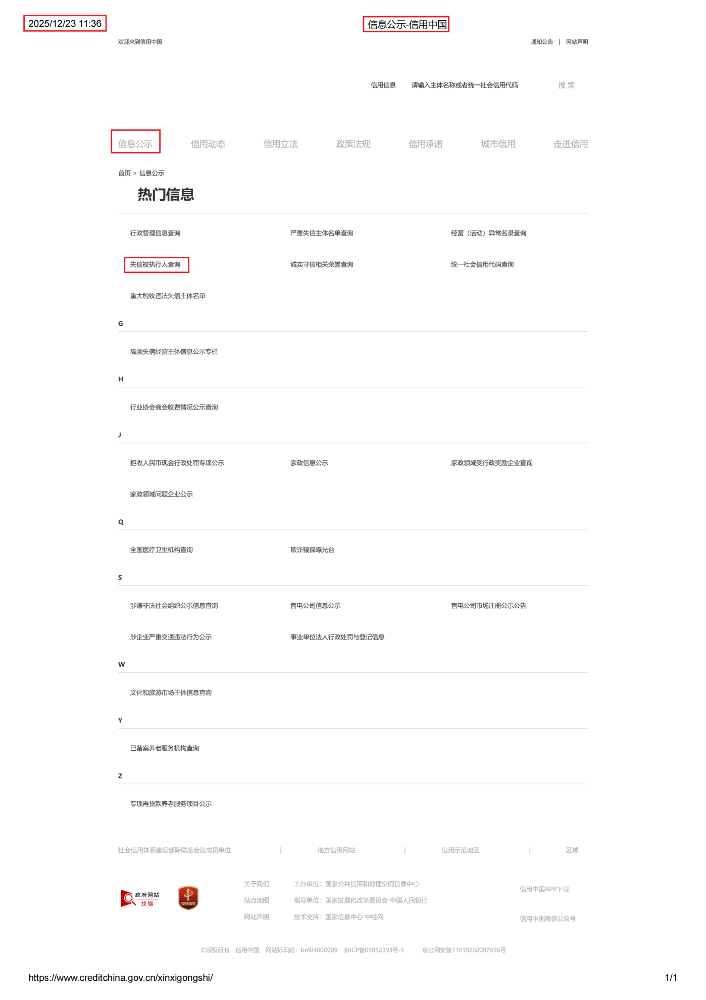 2025/12/23 11:36 信息公示-信用中国
欢迎来到信用中国 通知公告 | 网站声明
信用信息 请输入主体名称或者统一社会信用代码 搜 索
信息公示 信用动态 信用立法 政策法规 信用承诺 城市信用 走进信用
首页 > 信息公示
热门信息
行政管理信息查询 严重失信主体名单查询 经营（活动）异常名录查询
失信被执行人查询 诚实守信相关荣誉查询 统一社会信用代码查询
重大税收违法失信主体名单
G
高频失信经营主体信息公示专栏
H
行业协会商会收费情况公示查询
J
拒收人民币现金行政处罚专项公示 家政信息公示 家政领域受行政奖励企业查询
家政领域问题企业公示
Q
全国医疗卫生机构查询 欺诈骗保曝光台
S
涉嫌非法社会组织公示信息查询 售电公司信息公示 售电公司市场注册公示公告
涉企业严重交通违法行为公示 事业单位法人行政处罚与登记信息
W
文化和旅游市场主体信息查询
Y
已备案养老服务机构查询
Z
专项再贷款养老服务项目公示
社会信用体系建设部际联席会议成员单位 | 地方信用网站 | 信用示范地区 | 区域
政府网站
找错
党政机关
关于我们 主办单位：国家公共信用和地理空间信息中心
站点地图 指导单位：国家发展和改革委员会 中国人民银行
网站声明 技术支持：国家信息中心 中经网
信用中国APP下载
信用中国微信公众号
©版权所有：信用中国 网站标识码：bm04000009 京ICP备05052393号-5 京公网安备11010202007696号
https://www.creditchina.gov.cn/xinxigongshi/ 1/1